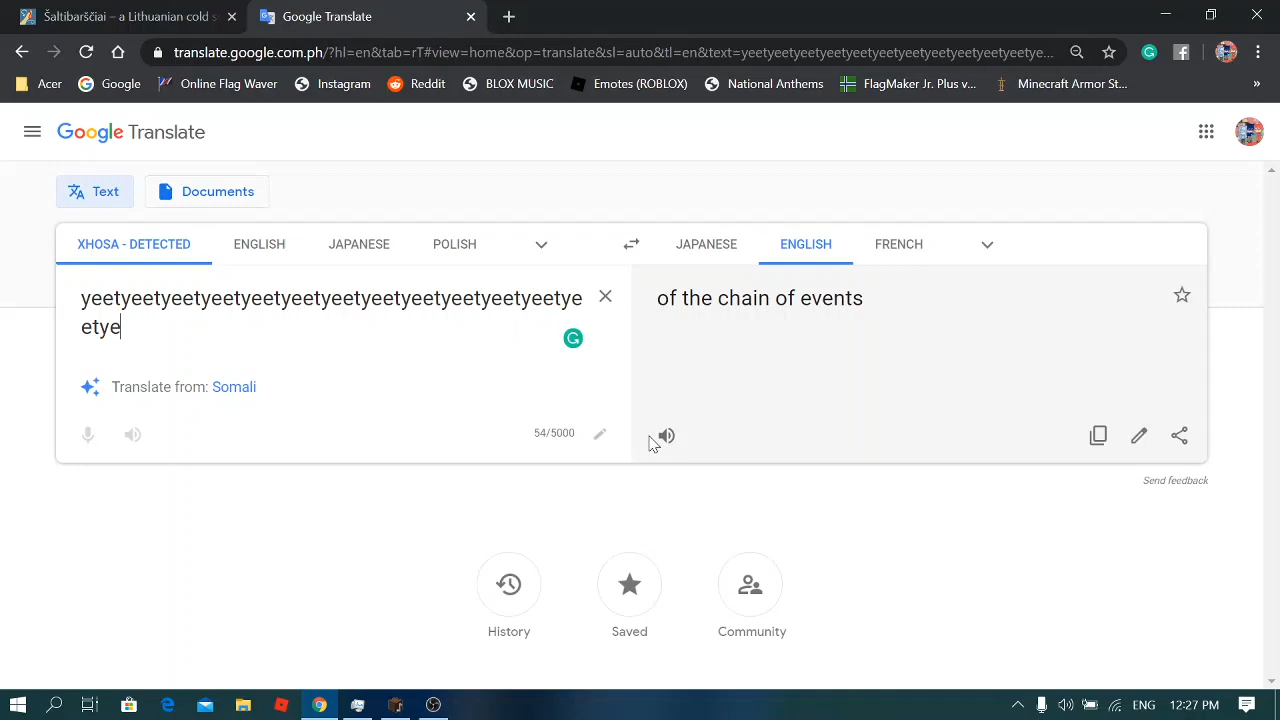 Šaltibarščiai – a Lithuanian cold s
Google Translate
translate.google.com.ph/?hl=en&tab=rT#view=home&op=translate&sl=auto&tl=en&text=yeetyeetyeetyeetyeetyeetyeetyeetyeetyeetyeetye...
Acer
Google
Online Flag Waver
Instagram
Reddit
BLOX MUSIC
Emotes (ROBLOX)
National Anthems
FlagMaker Jr. Plus v...
Minecraft Armor St...
»
Google Translate
Text
Documents
XHOSA - DETECTED
ENGLISH
JAPANESE
POLISH
JAPANESE
ENGLISH
FRENCH
yeetyeetyeetyeetyeetyeetyeetyeetyeetyeetyeetyeetye
etye
of the chain of events
Translate from: Somali
54/5000
Send feedback
History
Saved
Community
ENG
12:27 PM